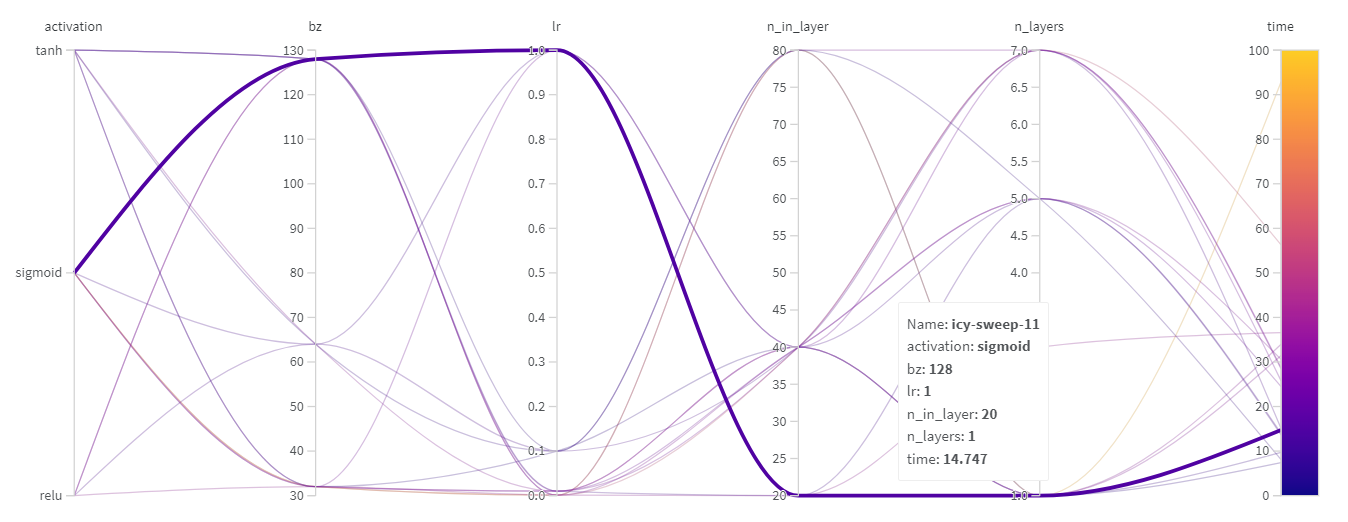 activation bz lr n_in_layer n_layers time
tanh 130 1.0 80 7.0 100
120 0.9 75 6.5 90
110 0.8 70 6.0 80
100 0.7 65 5.5 70
90 0.6 60 5.0 60
sigmoid 80 0.5 55 4.5 50
70 0.4 50 4.0 40
60 0.3 45 30
50 0.2 40 20
40 0.1 35 10
relu 30 0.0 30 1.0 0
25
20
Name: icy-sweep-11
activation: sigmoid
bz: 128
lr: 1
n_in_layer: 20
n_layers: 1
time: 14.747